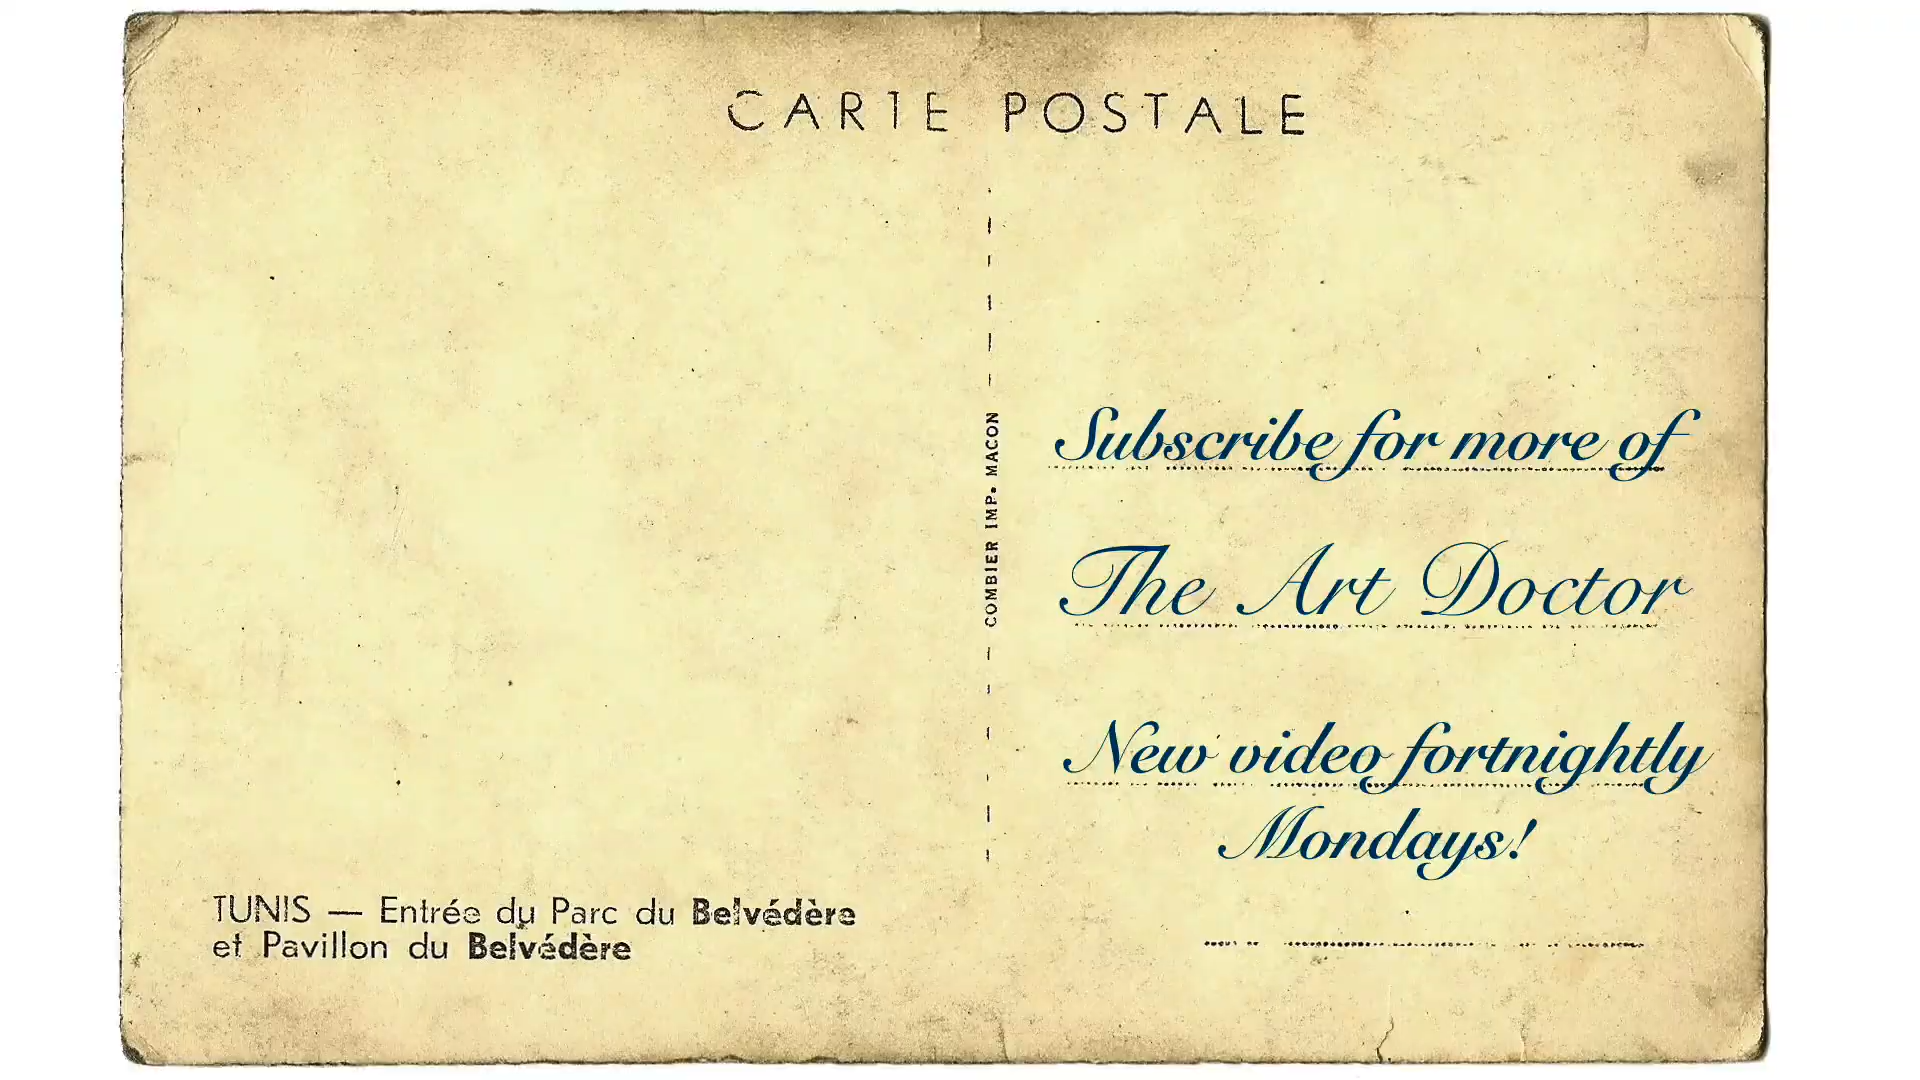 CARTE POSTALE
COMBIER IMP. MACON
Subscribe for more of
The Art Doctor
New video fortnightly
Mondays!
TUNIS — Entrée du Parc du Belvédère
et Pavillon du Belvédère